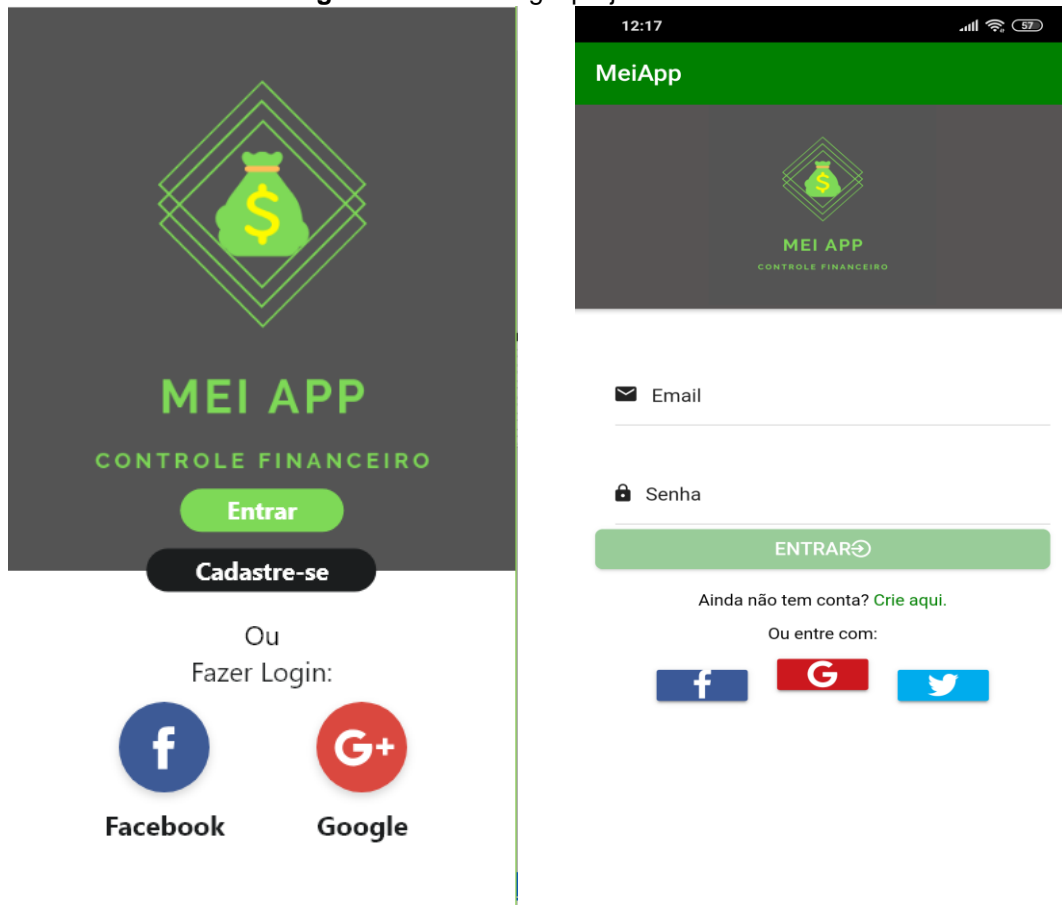 MEI APP
CONTROLE FINANCEIRO
Entrar
Cadastre-se
Ou
Fazer Login:
f
G+
Facebook
Google
12:17
57
MeiApp
$
MEI APP
CONTROLE FINANCEIRO
Email
Senha
ENTRAR
Ainda não tem conta? Crie aqui.
Ou entre com:
f
G